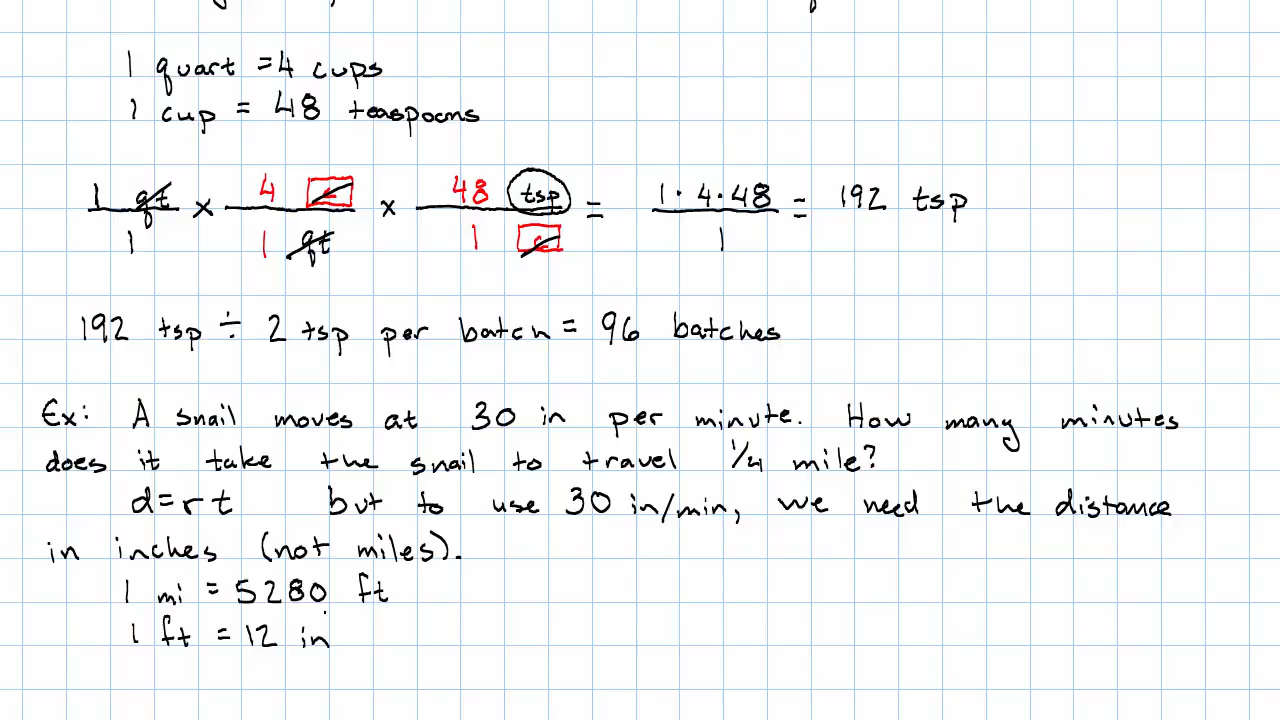 1 quart = 4 cups
1 cup = 48 teaspoons
1 qt/1 × 4 c/1 qt × 48 tsp/1 c = 1·4·48/1 = 192 tsp
192 tsp ÷ 2 tsp per batch = 96 batches
Ex: A snail moves at 30 in per minute. How many minutes
does it take the snail to travel 1/4 mile?
d = r t but to use 30 in/min, we need the distance
in inches (not miles).
1 mi = 5280 ft
1 ft = 12 in